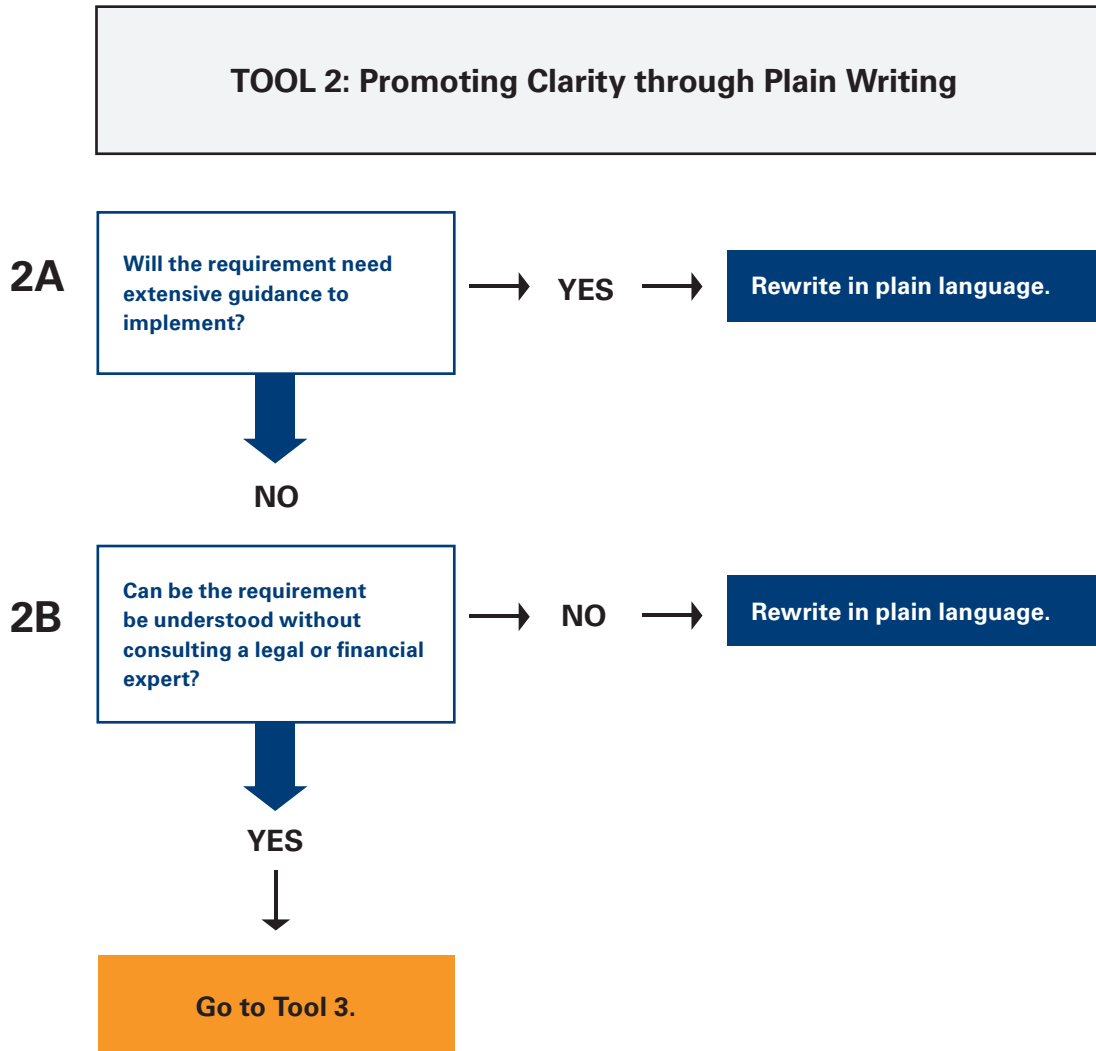 TOOL 2: Promoting Clarity through Plain Writing
2A
Will the requirement need
extensive guidance to
implement?
YES
Rewrite in plain language.
NO
2B
Can be the requirement
be understood without
consulting a legal or financial
expert?
NO
Rewrite in plain language.
YES
Go to Tool 3.